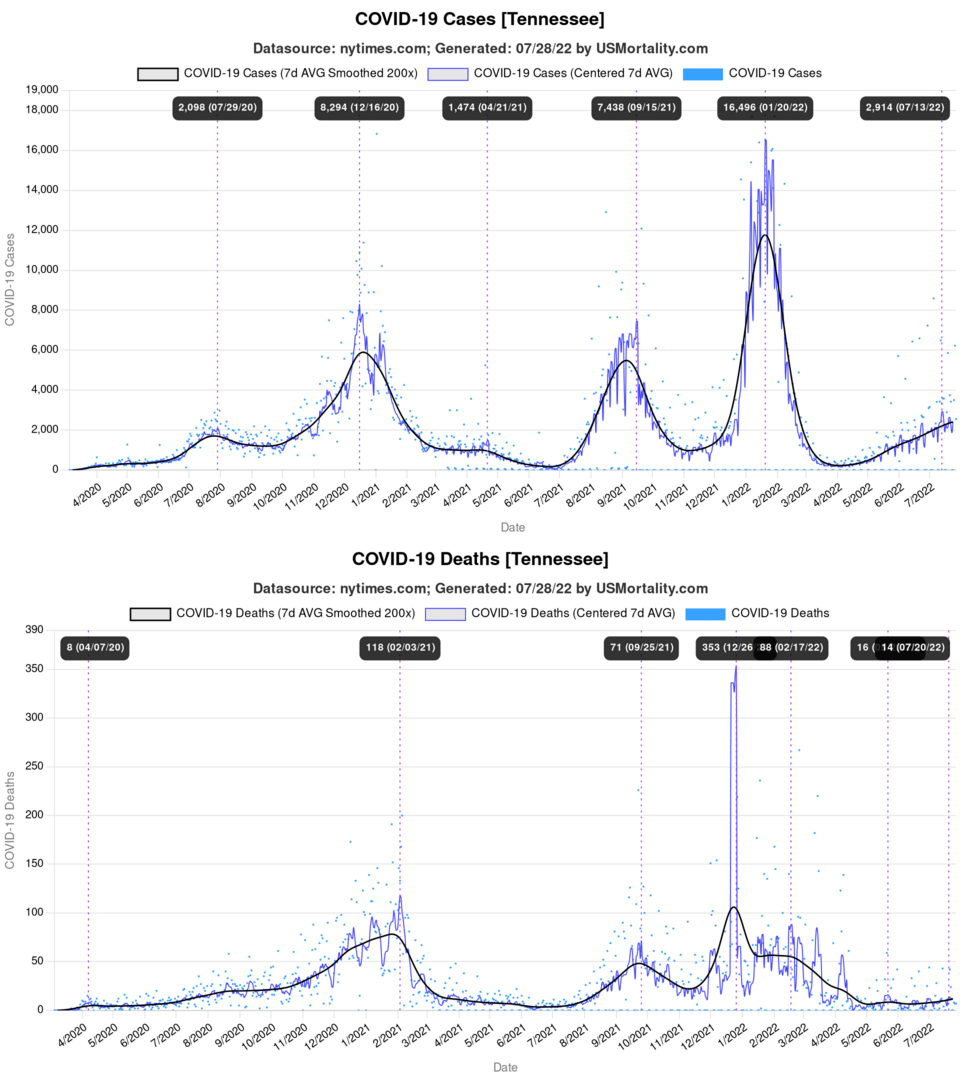 COVID-19 Cases [Tennessee]
Datasource: nytimes.com; Generated: 07/28/22 by USMortality.com
COVID-19 Cases (7d AVG Smoothed 200x) COVID-19 Cases (Centered 7d AVG) COVID-19 Cases
19,000
18,000
2,098 (07/29/20) 8,294 (12/16/20) 1,474 (04/21/21) 7,438 (09/15/21) 16,496 (01/20/22) 2,914 (07/13/22)
16,000
14,000
12,000
10,000
8,000
6,000
4,000
2,000
0
COVID-19 Cases
4/2020 5/2020 6/2020 7/2020 8/2020 9/2020 10/2020 11/2020 12/2020 1/2021 2/2021 3/2021 4/2021 5/2021 6/2021 7/2021 8/2021 9/2021 10/2021 11/2021 12/2021 1/2022 2/2022 3/2022 4/2022 5/2022 6/2022 7/2022
Date
COVID-19 Deaths [Tennessee]
Datasource: nytimes.com; Generated: 07/28/22 by USMortality.com
COVID-19 Deaths (7d AVG Smoothed 200x) COVID-19 Deaths (Centered 7d AVG) COVID-19 Deaths
390
8 (04/07/20) 118 (02/03/21) 71 (09/25/21) 353 (12/26 88 (02/17/22) 16 ( 14 (07/20/22)
350
300
250
200
150
100
50
0
COVID-19 Deaths
4/2020 5/2020 6/2020 7/2020 8/2020 9/2020 10/2020 11/2020 12/2020 1/2021 2/2021 3/2021 4/2021 5/2021 6/2021 7/2021 8/2021 9/2021 10/2021 11/2021 12/2021 1/2022 2/2022 3/2022 4/2022 5/2022 6/2022 7/2022
Date